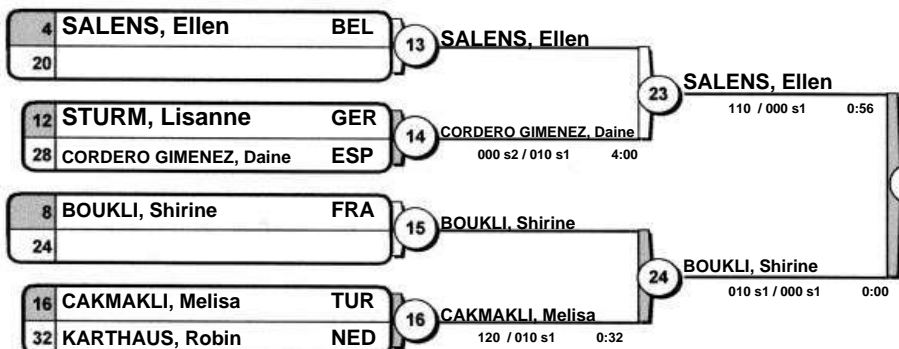 4 SALENS, Ellen BEL
20
12 STURM, Lisanne GER
28 CORDERO GIMENEZ, Daine ESP
8 BOUKLI, Shirine FRA
24
16 CAKMAKLI, Melisa TUR
32 KARTHAUS, Robin NED
13 SALENS, Ellen
14 CORDERO GIMENEZ, Daine
000 s2 / 010 s1 4:00
15 BOUKLI, Shirine
16 CAKMAKLI, Melisa
120 / 010 s1 0:32
23 SALENS, Ellen
110 / 000 s1 0:56
24 BOUKLI, Shirine
010 s1 / 000 s1 0:00